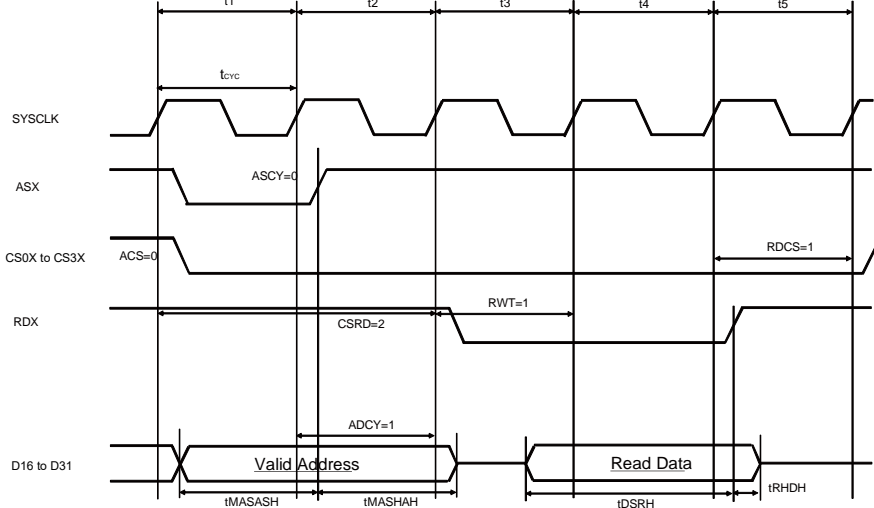 t1 t2 t3 t4 t5
tCYC
SYSCLK
ASCY=0
ASX
CS0X to CS3X ACS=0 RDCS=1
RDX
RWT=1
CSRD=2
ADCY=1
D16 to D31 Valid Address Read Data
tMASASH tMASHAH tDSRH tRHDH